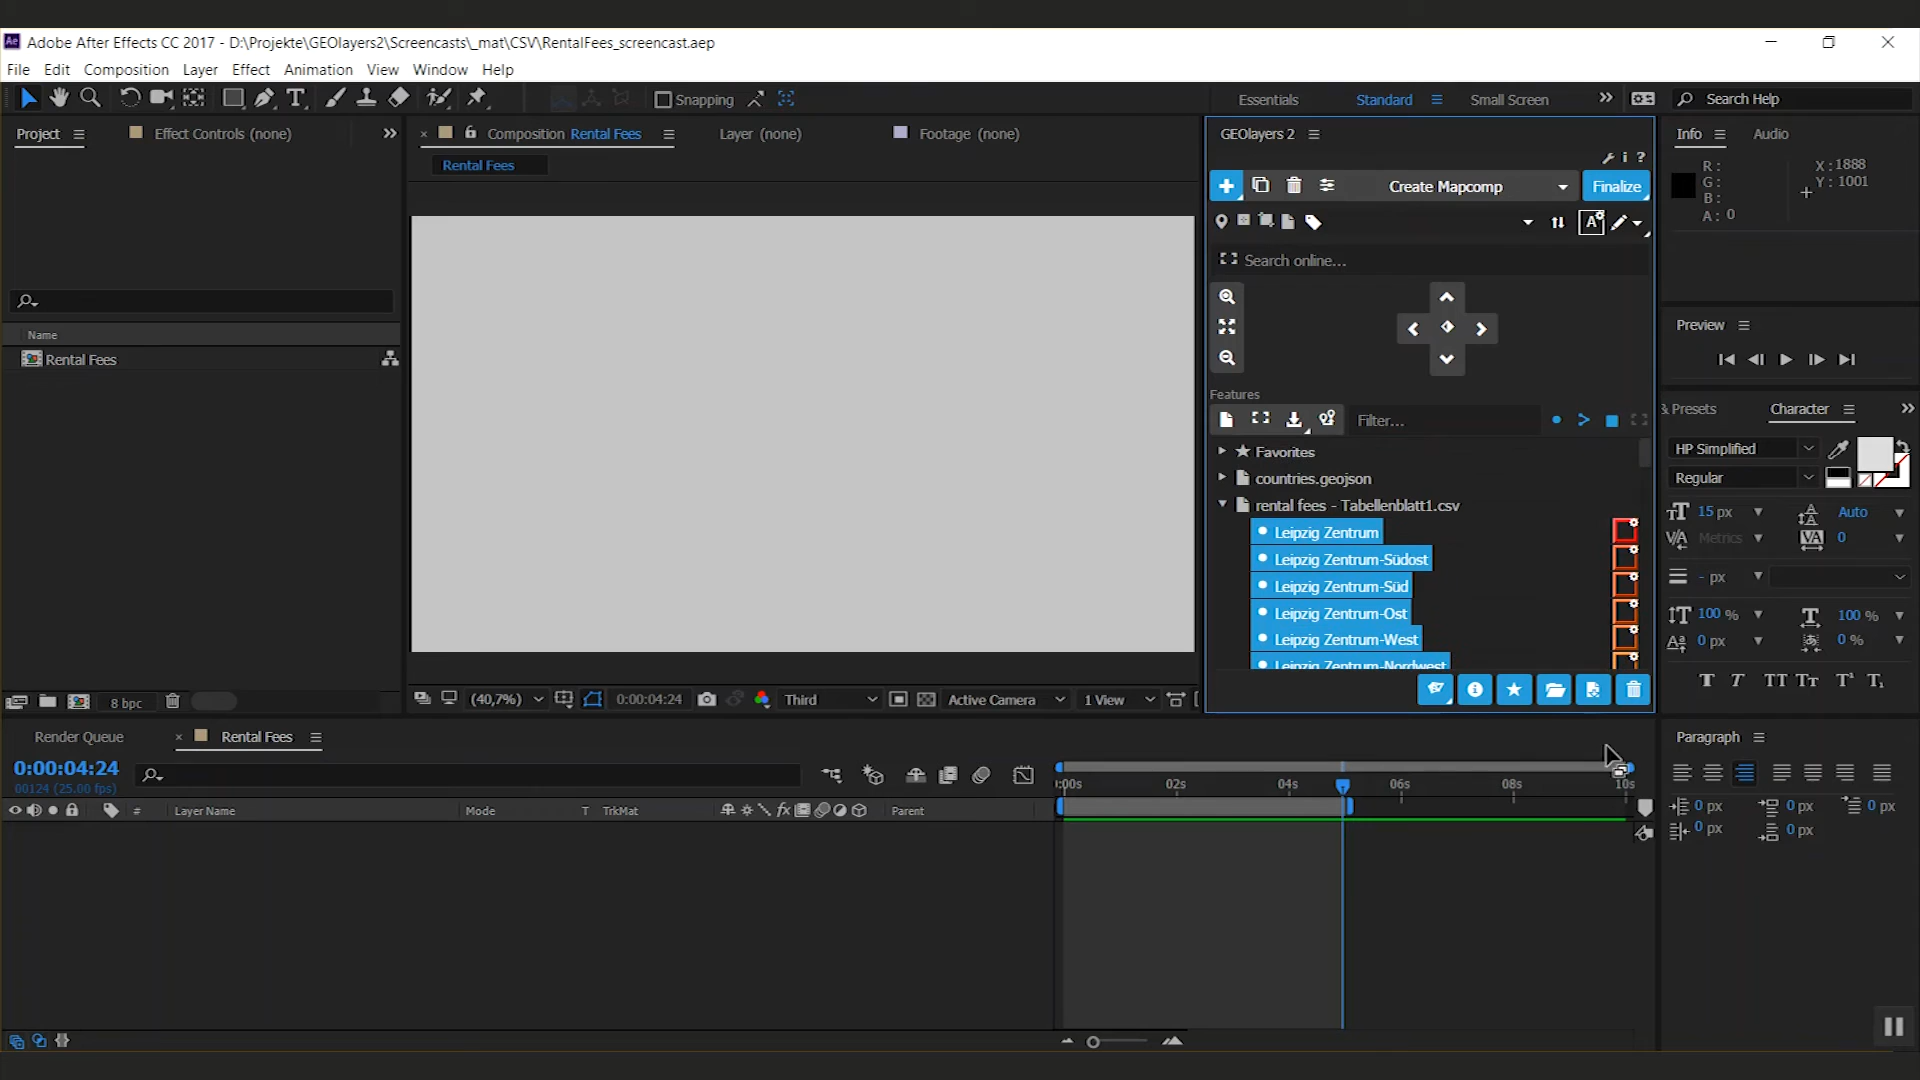 Adobe After Effects CC 2017 - D:\Projekte\GEOlayers2\Screencasts\_mat\CSV\RentalFees_screencast.aep
File Edit Composition Layer Effect Animation View Window Help
Snapping
Essentials Standard Small Screen Search Help
Project Effect Controls (none)
Composition Rental Fees Layer (none) Footage (none)
Rental Fees
GEOlayers 2
Info Audio
R :
G :
B :
A : 0
X : 1888
Y : 1001
Create Mapcomp Finalize
Search online...
Name
Rental Fees
Features
Filter...
Favorites
countries.geojson
rental fees - Tabellenblatt1.csv
Leipzig Zentrum
Leipzig Zentrum-Südost
Leipzig Zentrum-Süd
Leipzig Zentrum-Ost
Leipzig Zentrum-West
Leipzig Zentrum-Nordwest
Preview
& Presets Character
HP Simplified
Regular
15 px Auto
Metrics 0
- px
100 % 100 %
0 px 0 %
8 bpc
(40,7%) 0:00:04:24 Third Active Camera 1 View
Render Queue Rental Fees
0:00:04:24
00124 (25.00 fps)
# Layer Name Mode T TrkMat Parent
):00s 02s 04s 06s 08s 10s
Paragraph
0 px 0 px 0 px
0 px 0 px